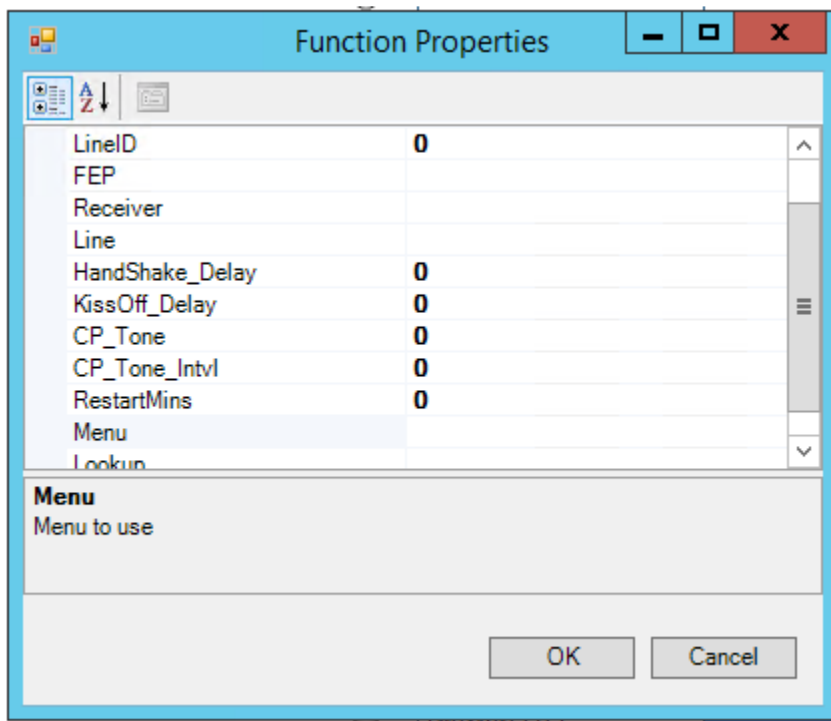 Function Properties
LineID 0
FEP
Receiver
Line
HandShake_Delay 0
KissOff_Delay 0
CP_Tone 0
CP_Tone_Intvl 0
RestartMins 0
Menu
Lookup
Menu
Menu to use
OK Cancel